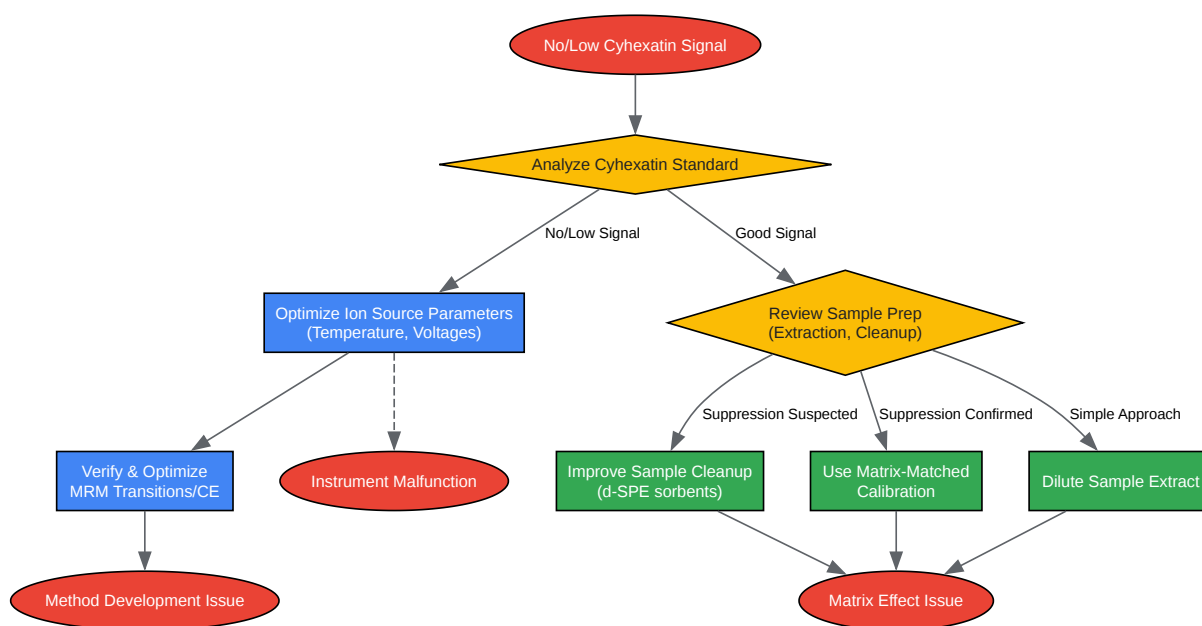 No/Low Cyhexatin Signal
Analyze Cyhexatin Standard
No/Low Signal
Good Signal
Optimize Ion Source Parameters
(Temperature, Voltages)
Review Sample Prep
(Extraction, Cleanup)
Suppression Suspected
Suppression Confirmed
Simple Approach
Verify & Optimize
MRM Transitions/CE
Instrument Malfunction
Improve Sample Cleanup
(d-SPE sorbents)
Use Matrix-Matched
Calibration
Dilute Sample Extract
Method Development Issue
Matrix Effect Issue